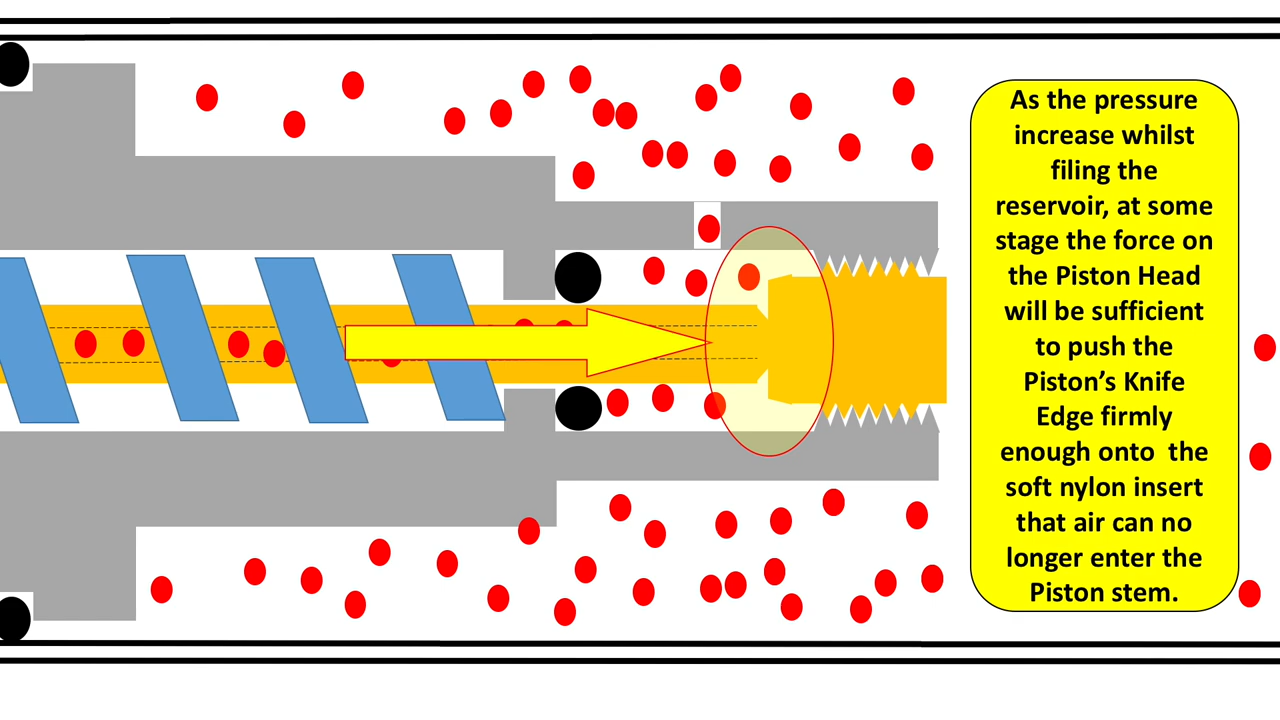 As the pressure
increase whilst
filing the
reservoir, at some
stage the force on
the Piston Head
will be sufficient
to push the
Piston’s Knife
Edge firmly
enough onto  the
soft nylon insert
that air can no
longer enter the
Piston stem.